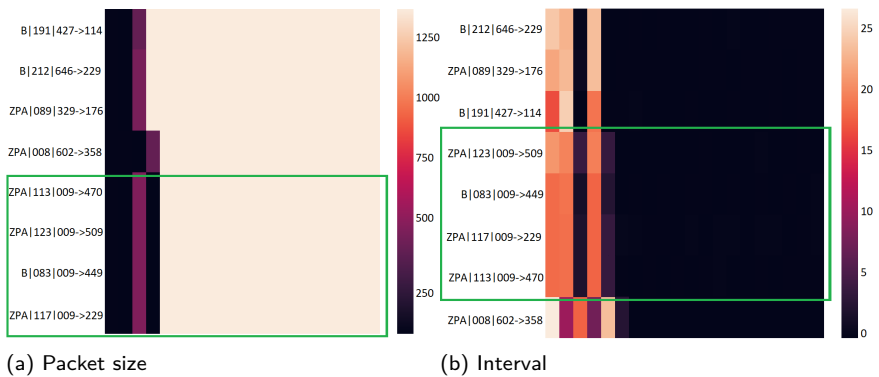 B|191|427->114
B|212|646->229
ZPA|089|329->176
ZPA|008|602->358
ZPA|113|009->470
ZPA|123|009->509
B|083|009->449
ZPA|117|009->229
1250
1000
750
500
250
(a) Packet size
B|212|646->229
ZPA|089|329->176
B|191|427->114
ZPA|123|009->509
B|083|009->449
ZPA|117|009->229
ZPA|113|009->470
ZPA|008|602->358
25
20
15
10
5
0
(b) Interval